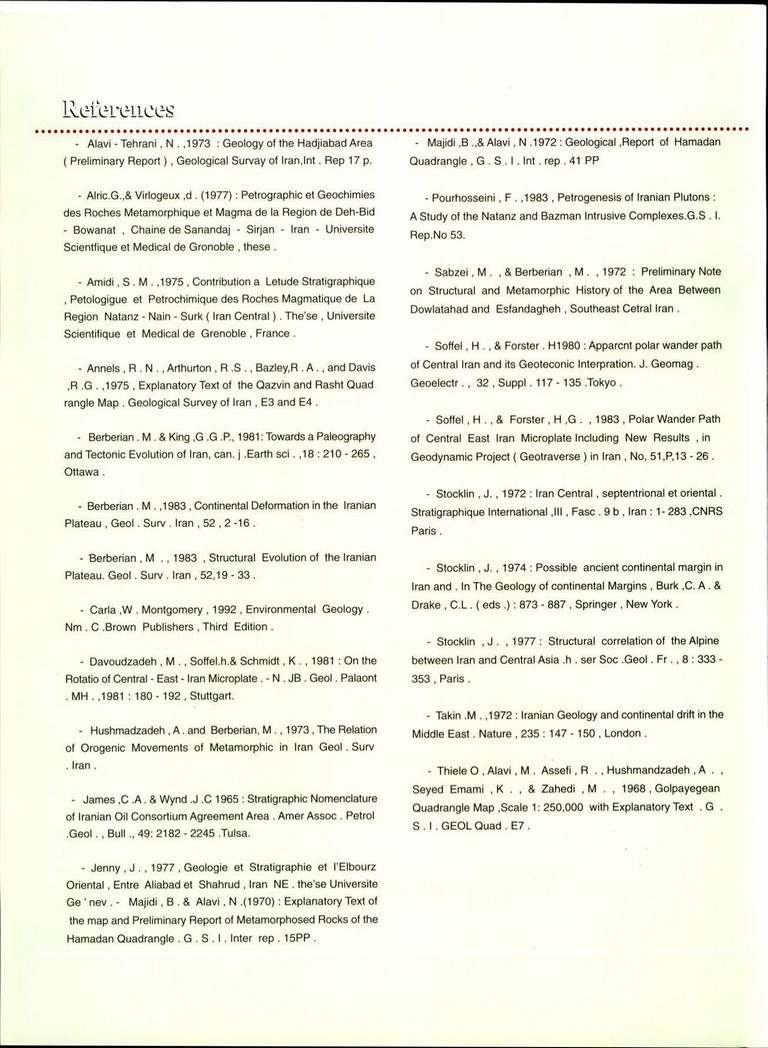 References
- Alavi - Tehrani , N . ,1973 : Geology of the Hadjiabad Area
( Preliminary Report ) , Geological Survay of Iran,Int . Rep 17 p.
- Alric.G.,& Virlogeux ,d . (1977) : Petrographic et Geochimies
des Roches Metamorphique et Magma de la Region de Deh-Bid
- Bowanat , Chaine de Sanandaj - Sirjan - Iran - Universite
Scientfique et Medical de Gronoble , these .
- Amidi , S . M . ,1975 , Contribution a Letude Stratigraphique
, Petologigue et Petrochimique des Roches Magmatique de La
Region Natanz - Nain - Surk ( Iran Central ) . The'se , Universite
Scientifique et Medical de Grenoble , France .
- Annels , R . N . , Arthurton , R .S . , Bazley,R . A . , and Davis
,R .G . ,1975 , Explanatory Text of the Qazvin and Rasht Quad
rangle Map . Geological Survey of Iran , E3 and E4 .
- Berberian . M . & King ,G .G .P., 1981: Towards a Paleography
and Tectonic Evolution of Iran, can. j .Earth sci . ,18 : 210 - 265 ,
Ottawa .
- Berberian . M . ,1983 , Continental Deformation in the Iranian
Plateau , Geol . Surv . Iran , 52 , 2 -16 .
- Berberian , M . , 1983 , Structural Evolution of the Iranian
Plateau. Geol . Surv . Iran , 52,19 - 33 .
- Carla ,W . Montgomery , 1992 , Environmental Geology .
Nm . C .Brown Publishers , Third Edition .
- Davoudzadeh , M . , Soffel.h.& Schmidt , K . , 1981 : On the
Rotatio of Central - East - Iran Microplate . - N . JB . Geol . Palaont
. MH . ,1981 : 180 - 192 , Stuttgart.
- Hushmadzadeh , A . and Berberian, M . , 1973 , The Relation
of Orogenic Movements of Metamorphic in Iran Geol . Surv
. Iran .
- James ,C .A . & Wynd .J .C 1965 : Stratigraphic Nomenclature
of Iranian Oil Consortium Agreement Area . Amer Assoc . Petrol
.Geol . , Bull ., 49: 2182 - 2245 .Tulsa.
- Jenny , J . , 1977 , Geologie et Stratigraphie et l'Elbourz
Oriental , Entre Aliabad et Shahrud , Iran NE . the'se Universite
Ge ' nev . - Majidi , B . & Alavi , N .(1970) : Explanatory Text of
the map and Preliminary Report of Metamorphosed Rocks of the
Hamadan Quadrangle . G . S . I . Inter rep . 15PP .
- Majidi ,B .,& Alavi , N .1972 : Geological ,Report of Hamadan
Quadrangle , G . S . I . Int . rep . 41 PP
- Pourhosseini , F . ,1983 , Petrogenesis of Iranian Plutons :
A Study of the Natanz and Bazman Intrusive Complexes.G.S . I.
Rep.No 53.
- Sabzei , M . , & Berberian , M . , 1972 : Preliminary Note
on Structural and Metamorphic History of the Area Between
Dowlatahad and Esfandagheh , Southeast Cetral Iran .
- Soffel , H . , & Forster . H1980 : Apparcnt polar wander path
of Central Iran and its Geoteconic Interpration. J. Geomag .
Geoelectr . , 32 , Suppl . 117 - 135 .Tokyo .
- Soffel , H . , & Forster , H ,G . , 1983 , Polar Wander Path
of Central East Iran Microplate Including New Results , in
Geodynamic Project ( Geotraverse ) in Iran , No, 51,P,13 - 26 .
- Stocklin , J. , 1972 : Iran Central , septentrional et oriental .
Stratigraphique International ,III , Fasc . 9 b , Iran : 1- 283 ,CNRS
Paris .
- Stocklin , J. , 1974 : Possible ancient continental margin in
Iran and . In The Geology of continental Margins , Burk ,C. A . &
Drake , C.L . ( eds .) : 873 - 887 , Springer , New York .
- Stocklin , J . , 1977 : Structural correlation of the Alpine
between Iran and Central Asia .h . ser Soc .Geol . Fr . , 8 : 333 -
353 , Paris .
- Takin .M . ,1972 : Iranian Geology and continental drift in the
Middle East . Nature , 235 : 147 - 150 , London .
- Thiele O , Alavi , M . Assefi , R . , Hushmandzadeh , A . ,
Seyed Emami , K . , & Zahedi , M . , 1968 , Golpayegean
Quadrangle Map ,Scale 1: 250,000 with Explanatory Text . G .
S . I . GEOL Quad . E7 .